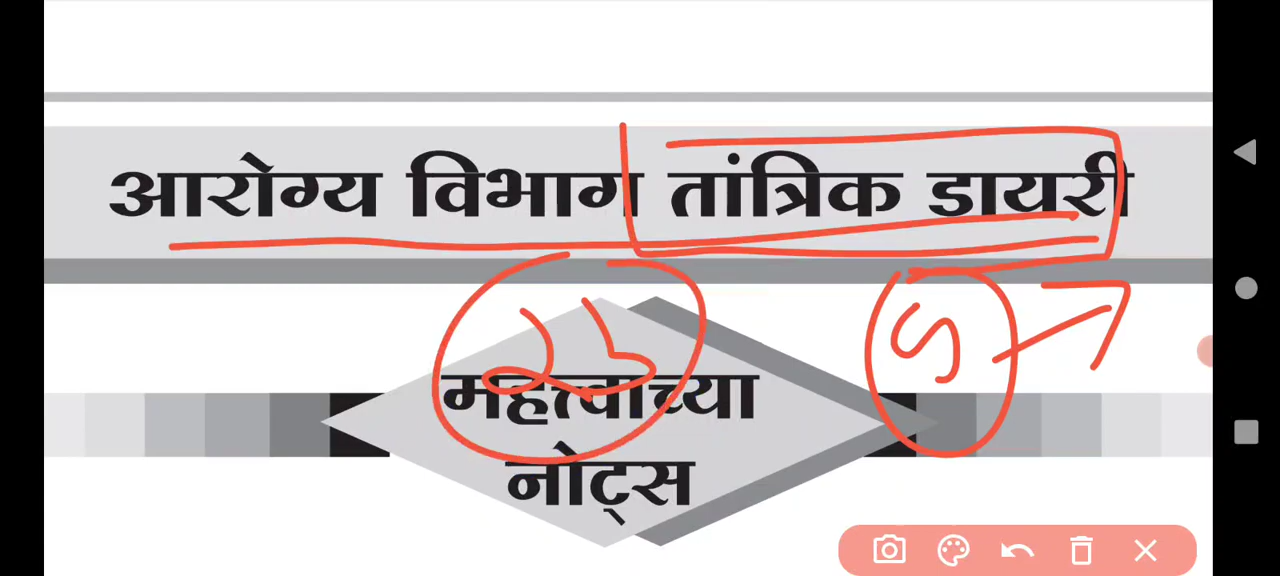 आरोग्य विभाग तांत्रिक डायरी
महत्त्वाच्या
नोट्स